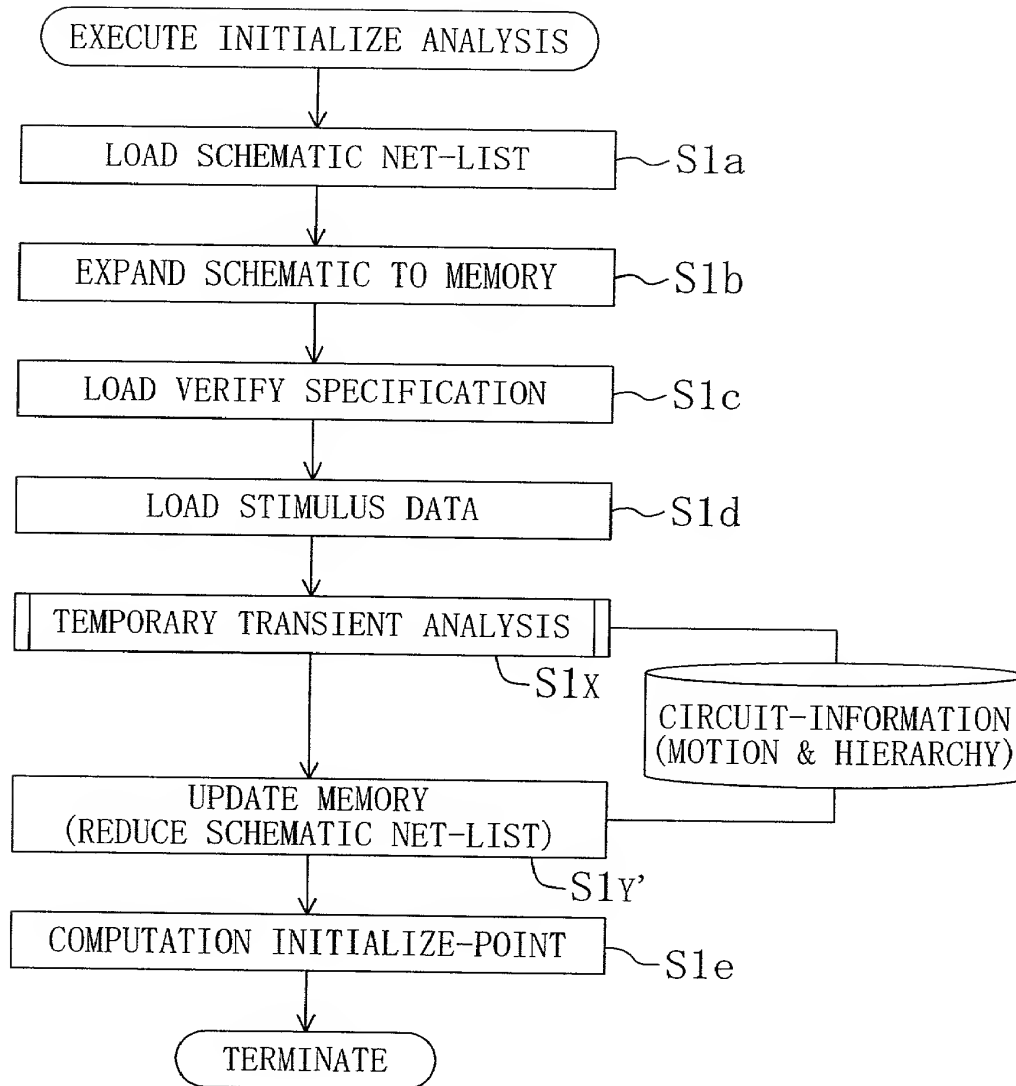 EXECUTE INITIALIZE ANALYSIS
LOAD SCHEMATIC NET-LIST
S1a
EXPAND SCHEMATIC TO MEMORY
S1b
LOAD VERIFY SPECIFICATION
S1c
LOAD STIMULUS DATA
S1d
TEMPORARY TRANSIENT ANALYSIS
S1X
CIRCUIT-INFORMATION
(MOTION & HIERARCHY)
UPDATE MEMORY
(REDUCE SCHEMATIC NET-LIST)
S1Y'
COMPUTATION INITIALIZE-POINT
S1e
TERMINATE